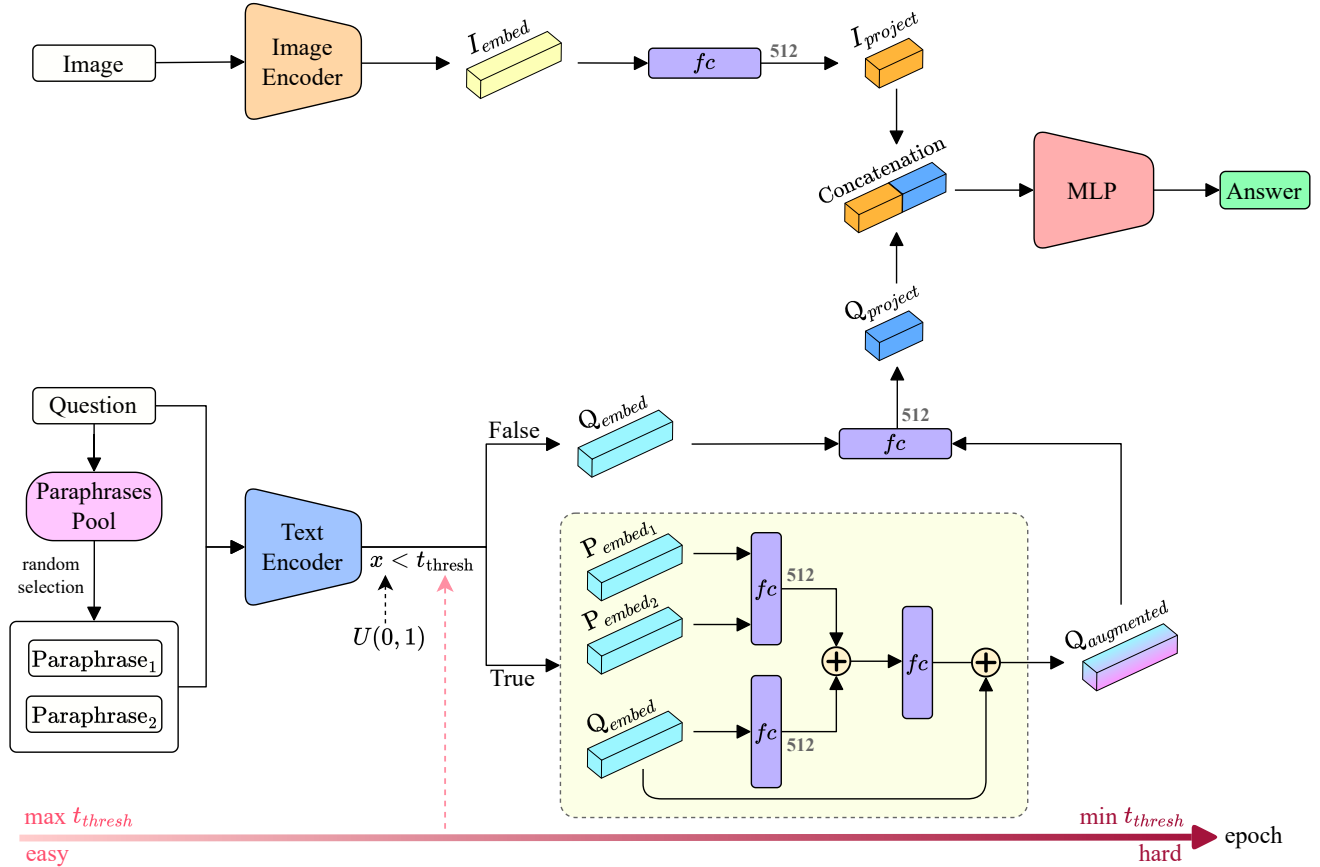 Image
Image
Encoder
I_embed
fc
512
I_project
Concatenation
MLP
Answer
Q_project
512
fc
Question
Paraphrases
Pool
random
selection
Paraphrase₁
Paraphrase₂
Text
Encoder
x < t_thresh
U(0, 1)
False
True
Q_embed
P_embed₁
P_embed₂
Q_embed
fc
512
fc
512
fc
Q_augmented
max t_thresh
easy
min t_thresh
hard
epoch